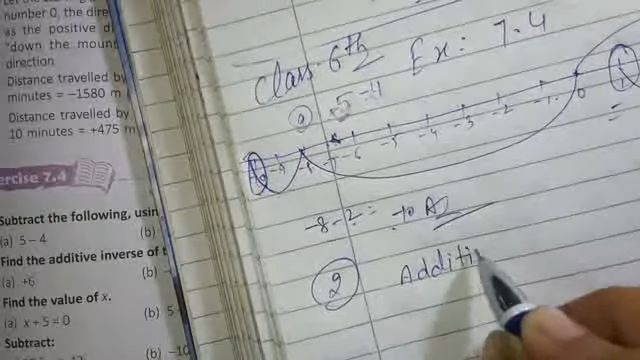 number 0, the dire
as the positive d
"down the moun
direction
Distance travelled by
minutes = −1580 m
Distance travelled by
10 minutes = +475 m
ercise 7.4
Subtract the following, usin
(a) 5 – 4
(b)
Find the additive inverse of t
(a) +6
(b) –
Find the value of x.
(a) x + 5 = 0
(b) 5
Subtract:
(b) –10
Class. 6th
Ex: 7.4
-6 -5 -4 -3 -2 -1 0
-8-2 = -10 A
2 Additi